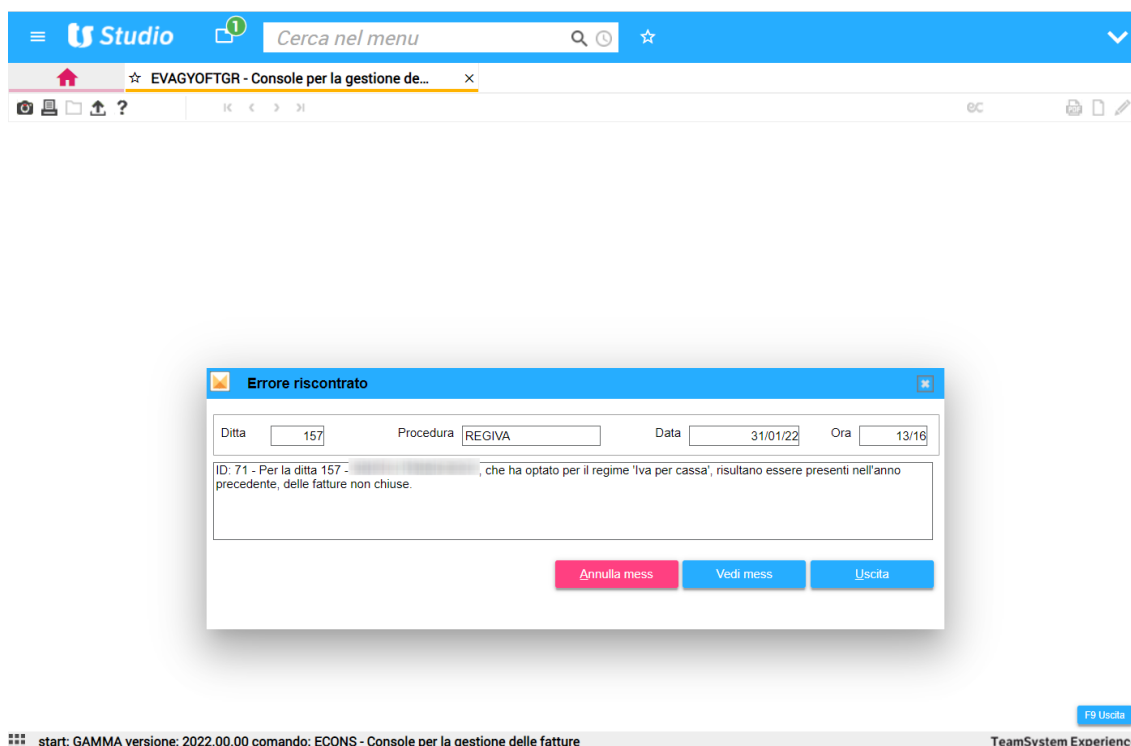 Studio 1 Cerca nel menu
EVAGYOFTGR - Console per la gestione de... ×
? ec
Errore riscontrato
Ditta 157 Procedura REGIVA Data 31/01/22 Ora 13/16
ID: 71 - Per la ditta 157 - , che ha optato per il regime 'Iva per cassa', risultano essere presenti nell'anno
precedente, delle fatture non chiuse.
Annulla mess Vedi mess Uscita
F9 Uscita
start: GAMMA versione: 2022.00.00 comando: ECONS - Console per la gestione delle fatture TeamSystem Experienc